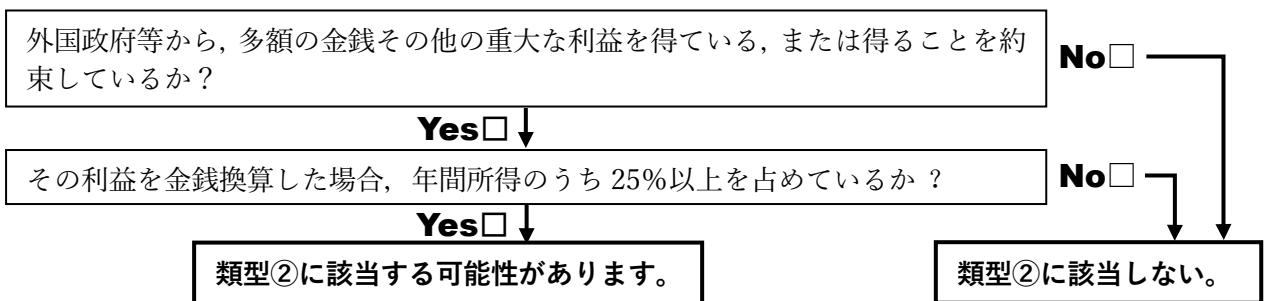 外国政府等から, 多額の金銭その他の重大な利益を得ている, または得ることを約
束しているか？
No□
Yes□
その利益を金銭換算した場合, 年間所得のうち 25%以上を占めているか ？
No□
Yes□
類型②に該当する可能性があります。
類型②に該当しない。